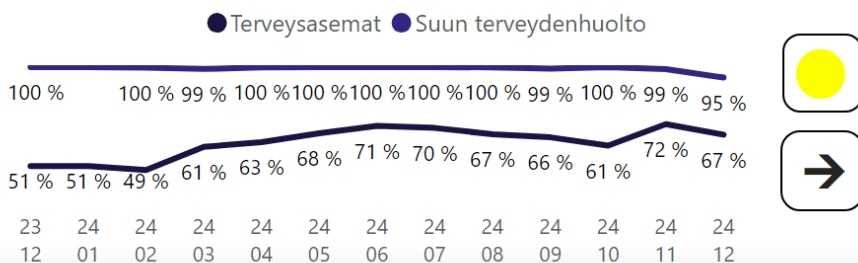 Terveysasemat Suun terveydenhuolto
100 % 100 % 99 % 100 % 100 % 100 % 100 % 100 % 99 % 100 % 99 % 95 %
51 % 51 % 49 % 61 % 63 % 68 % 71 % 70 % 67 % 66 % 61 % 72 % 67 %
23 24 24 24 24 24 24 24 24 24 24 24 24
12 01 02 03 04 05 06 07 08 09 10 11 12